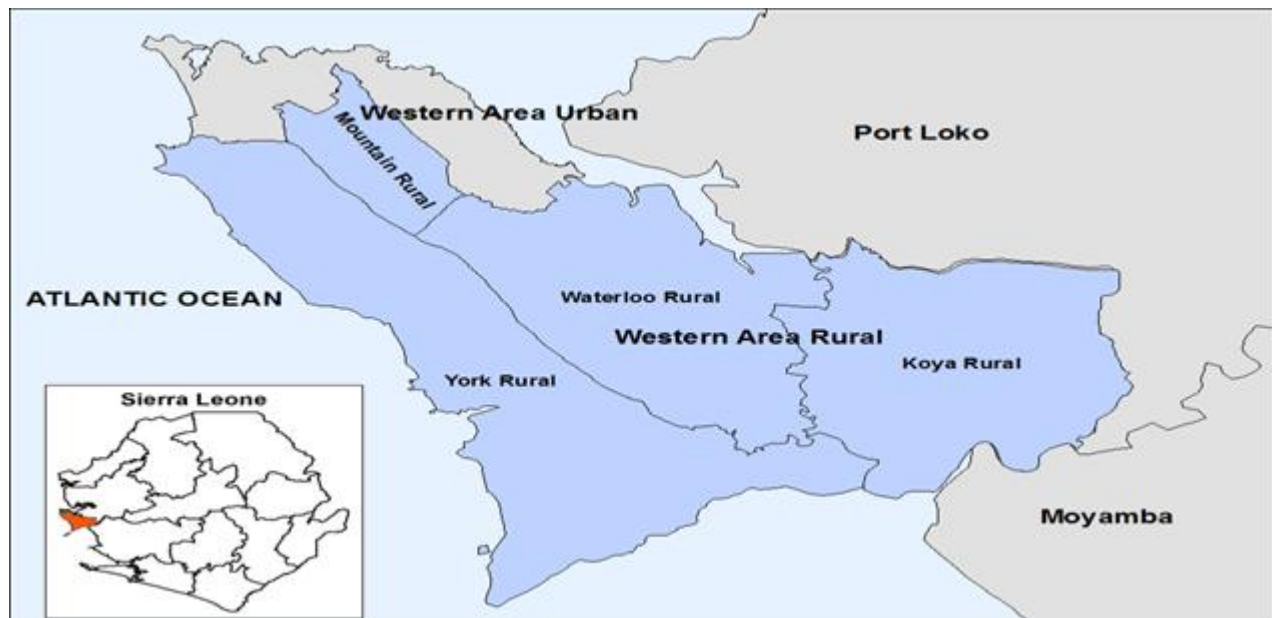 Western Area Urban
Port Loko
Mountain Rural
ATLANTIC OCEAN
Waterloo Rural
Western Area Rural
Koya Rural
York Rural
Sierra Leone
Moyamba